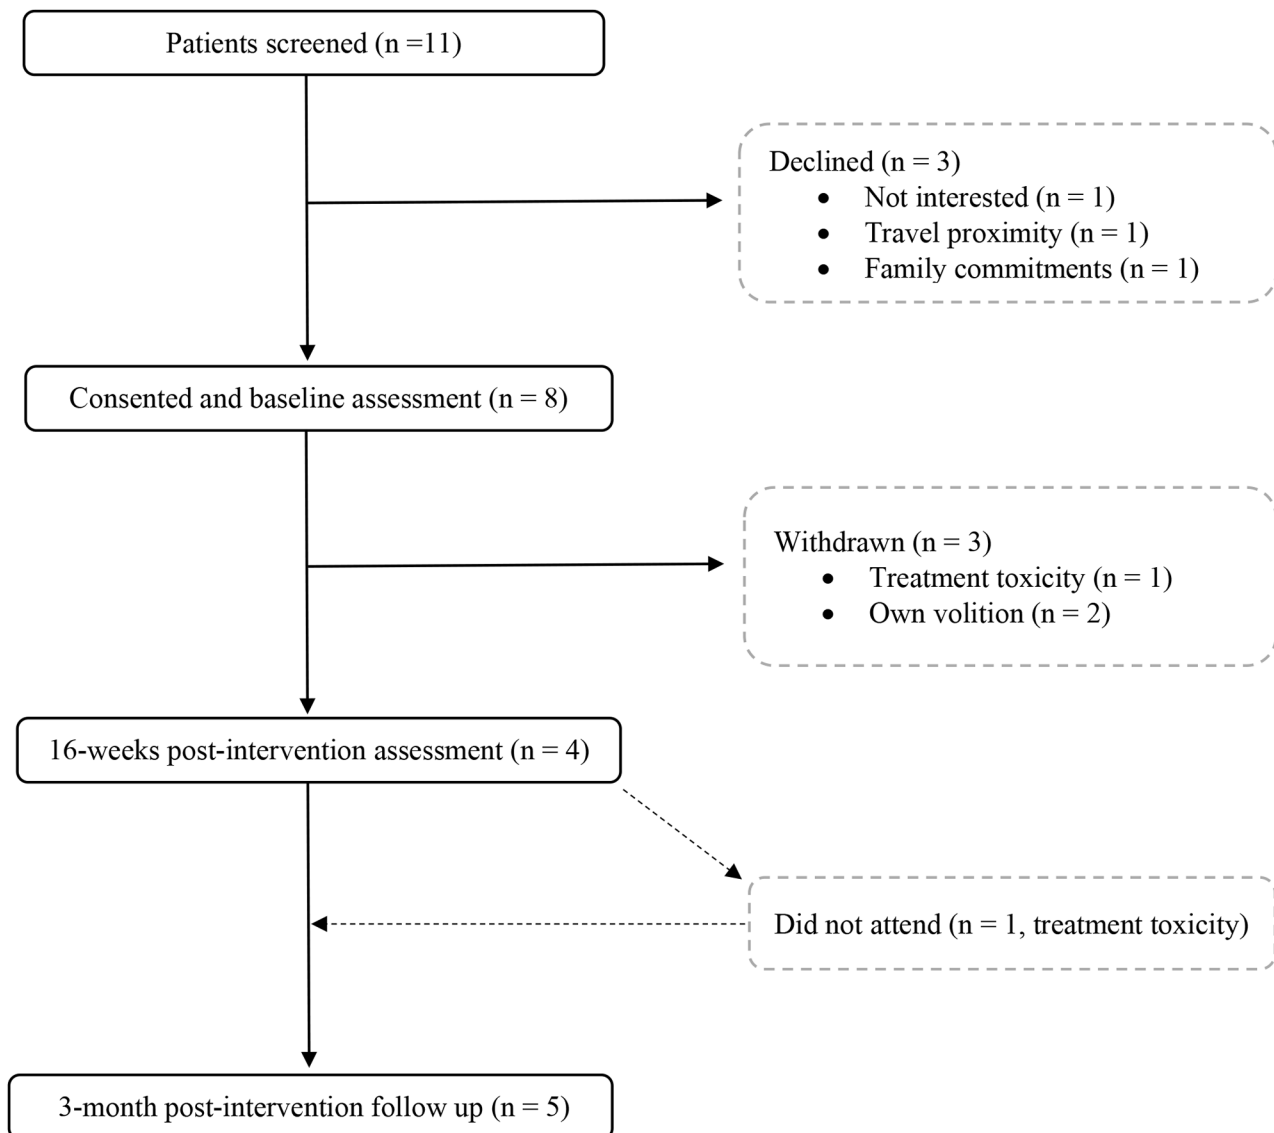 Patients screened (n =11)
Declined (n = 3)
• Not interested (n = 1)
• Travel proximity (n = 1)
• Family commitments (n = 1)
Consented and baseline assessment (n = 8)
Withdrawn (n = 3)
• Treatment toxicity (n = 1)
• Own volition (n = 2)
16-weeks post-intervention assessment (n = 4)
Did not attend (n = 1, treatment toxicity)
3-month post-intervention follow up (n = 5)